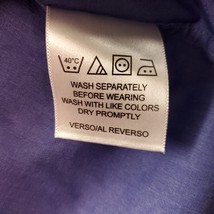 40°C
WASH SEPARATELY
BEFORE WEARING
WASH WITH LIKE COLORS
DRY PROMPTLY
VERSO/AL REVERSO